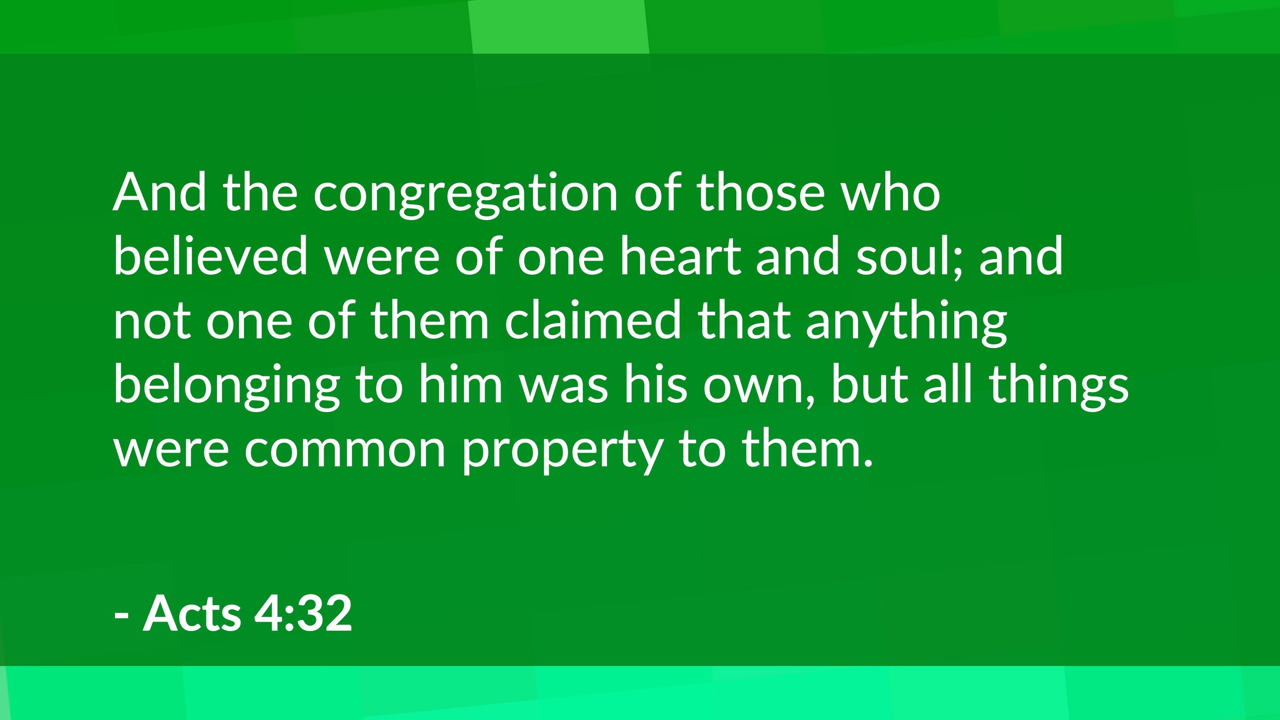 And the congregation of those who
believed were of one heart and soul; and
not one of them claimed that anything
belonging to him was his own, but all things
were common property to them.
- Acts 4:32